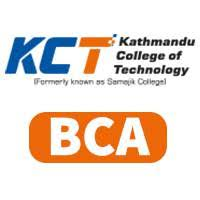 KCT Kathmandu
College of
Technology
(Formerly known as Samajik College)
BCA